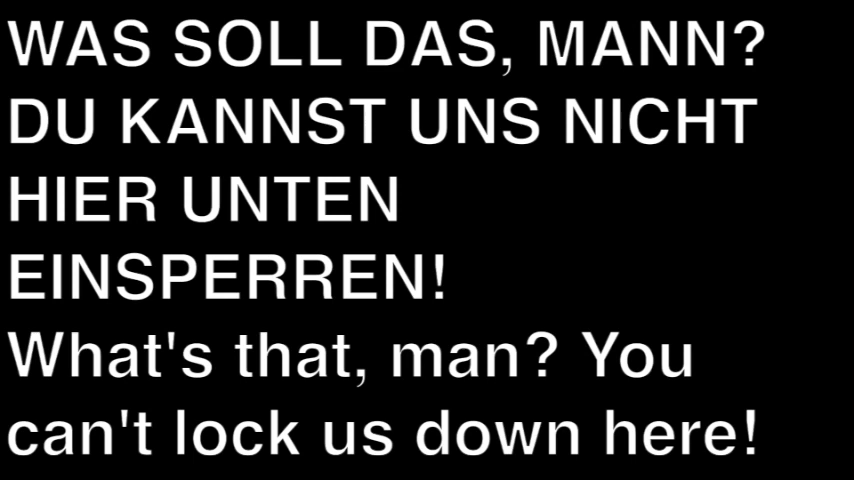 WAS SOLL DAS, MANN?
DU KANNST UNS NICHT
HIER UNTEN
EINSPERREN!
What's that, man? You
can't lock us down here!